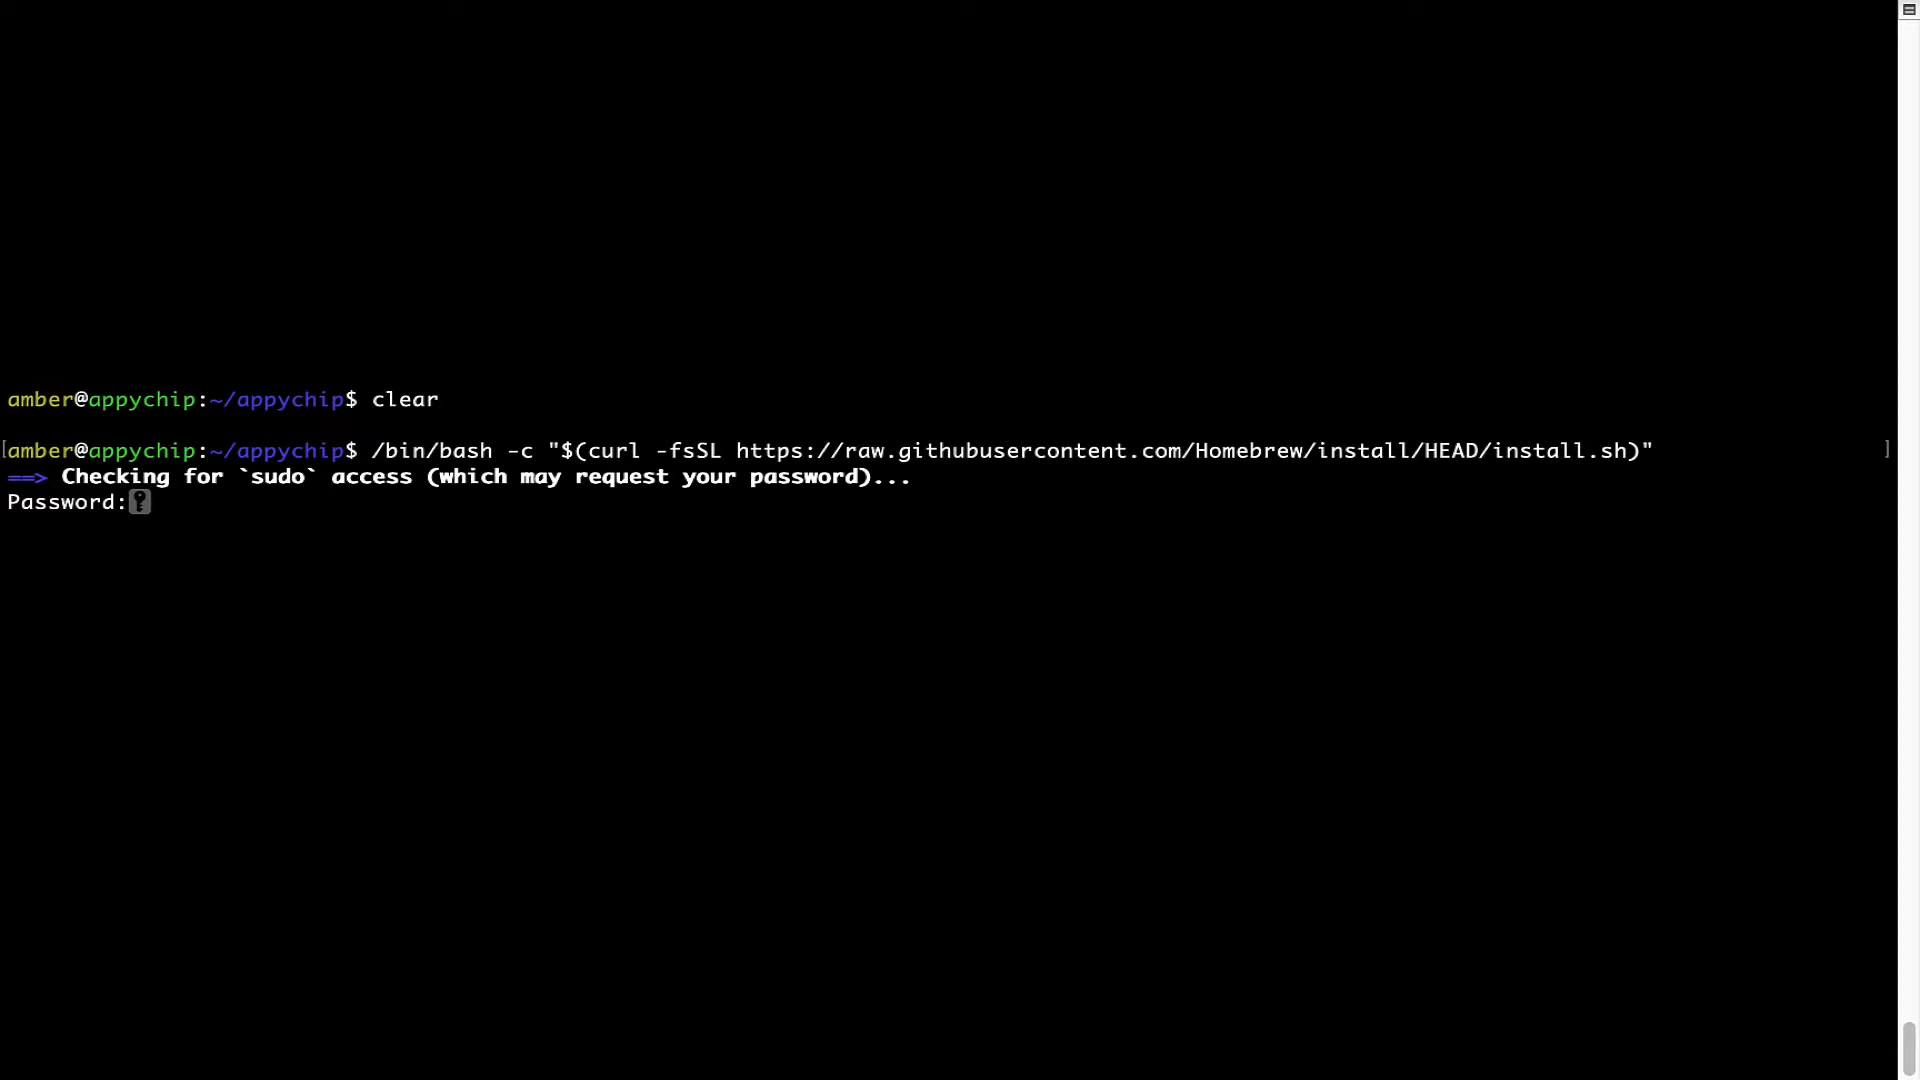 amber@appychip:~/appychip$ clear
[amber@appychip:~/appychip$ /bin/bash -c "$(curl -fsSL https://raw.githubusercontent.com/Homebrew/install/HEAD/install.sh)" ]
==> Checking for `sudo` access (which may request your password)...
Password: